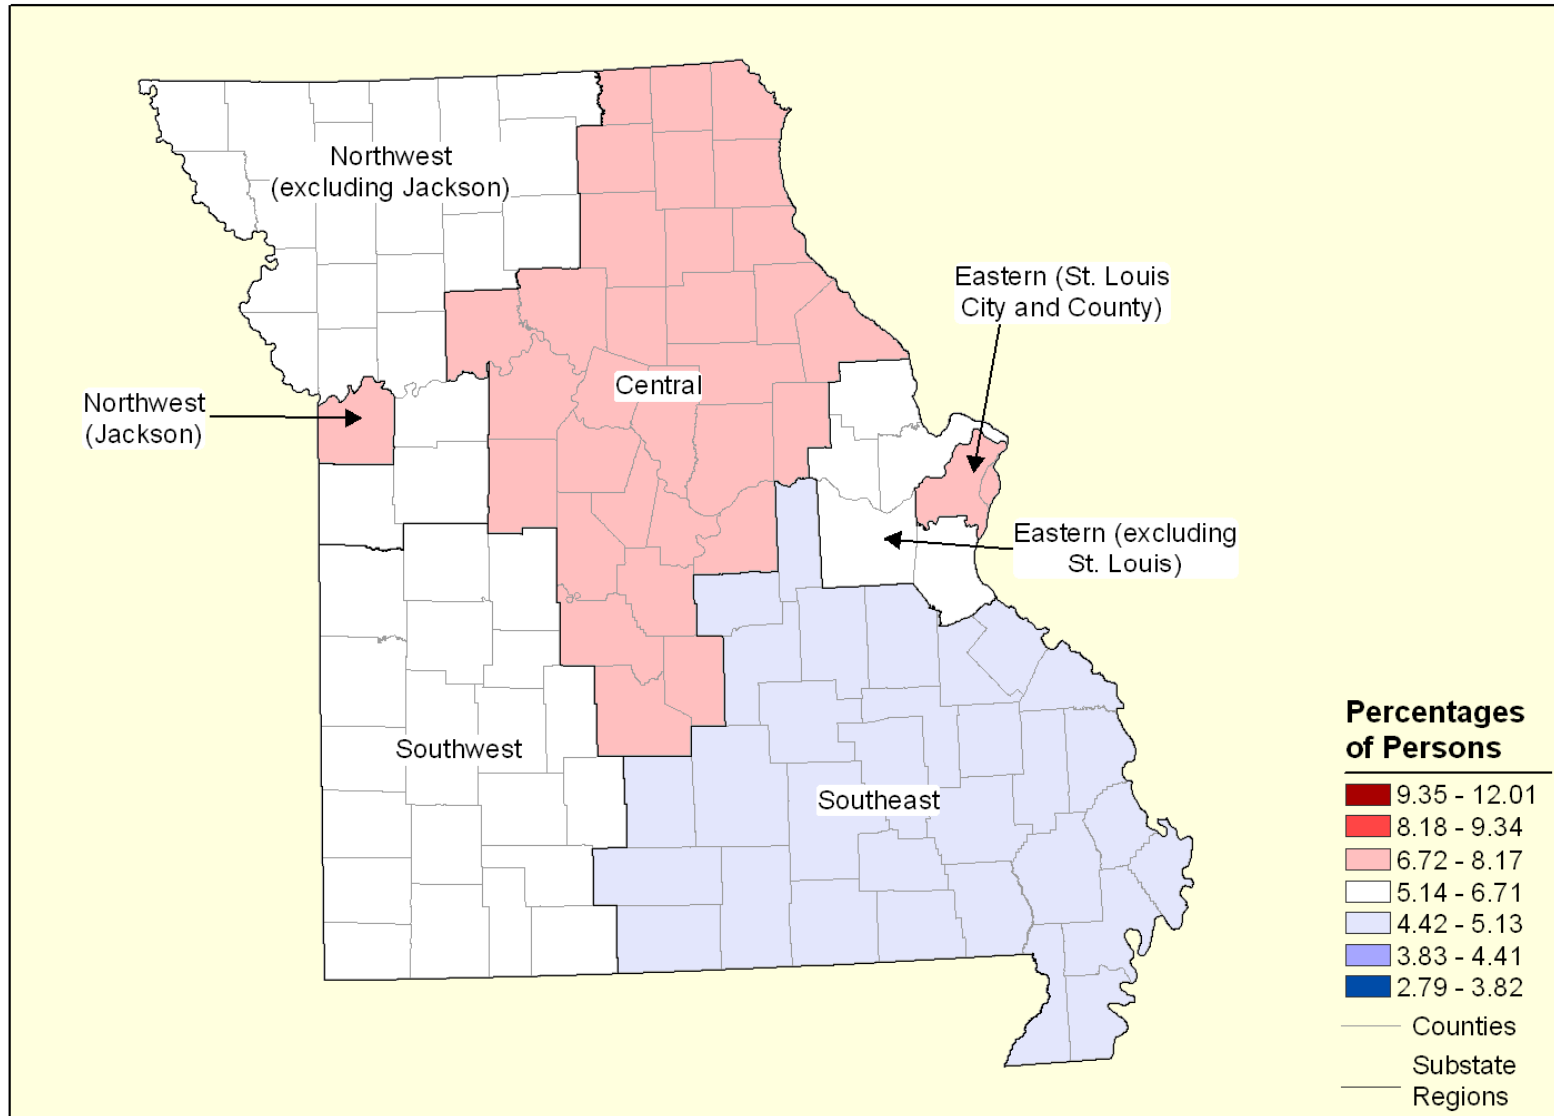 Northwest
(excluding Jackson)
Eastern (St. Louis
City and County)
Central
Northwest
(Jackson)
Eastern (excluding
St. Louis)
Southwest
Southeast
Percentages
of Persons
9.35 - 12.01
8.18 - 9.34
6.72 - 8.17
5.14 - 6.71
4.42 - 5.13
3.83 - 4.41
2.79 - 3.82
Counties
Substate
Regions